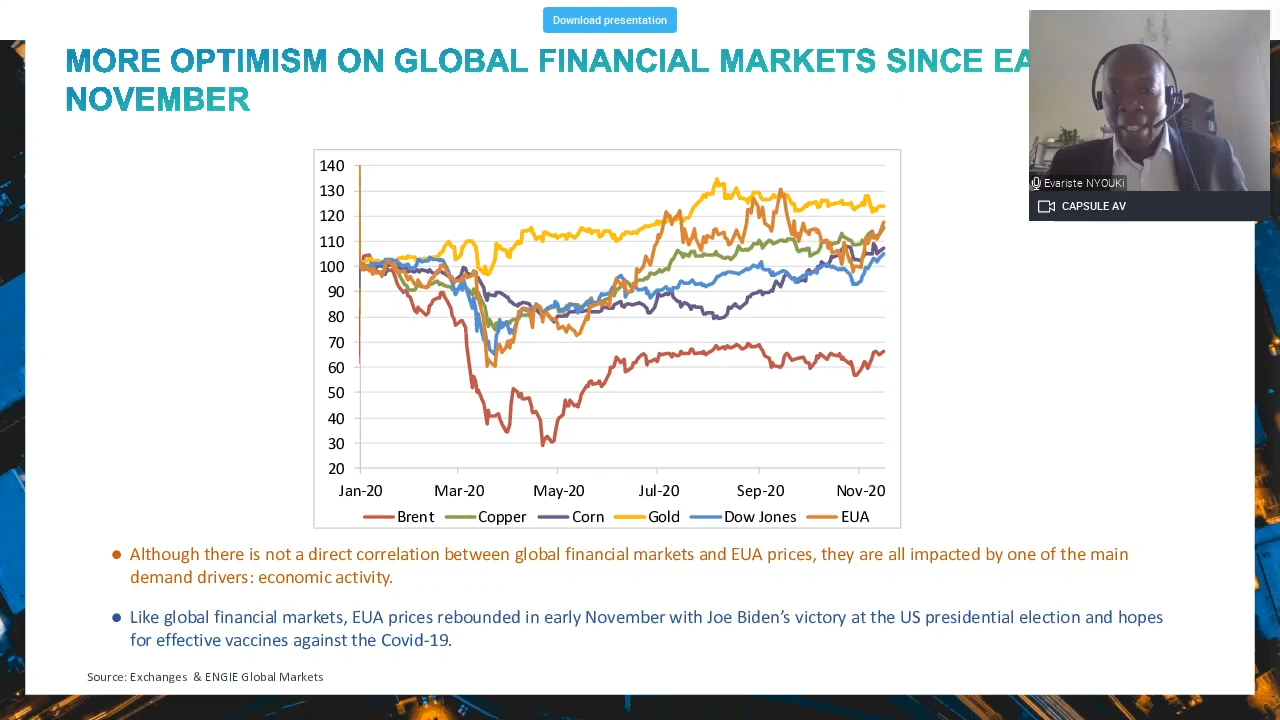 Download presentation
MORE OPTIMISM ON GLOBAL FINANCIAL MARKETS SINCE EA
NOVEMBER
Evariste NYOUKi
CAPSULE AV
140
130
120
110
100
90
80
70
60
50
40
30
20
Jan-20 Mar-20 May-20 Jul-20 Sep-20 Nov-20
Brent Copper Corn Gold Dow Jones EUA
● Although there is not a direct correlation between global financial markets and EUA prices, they are all impacted by one of the main
demand drivers: economic activity.
● Like global financial markets, EUA prices rebounded in early November with Joe Biden’s victory at the US presidential election and hopes
for effective vaccines against the Covid-19.
Source: Exchanges & ENGIE Global Markets